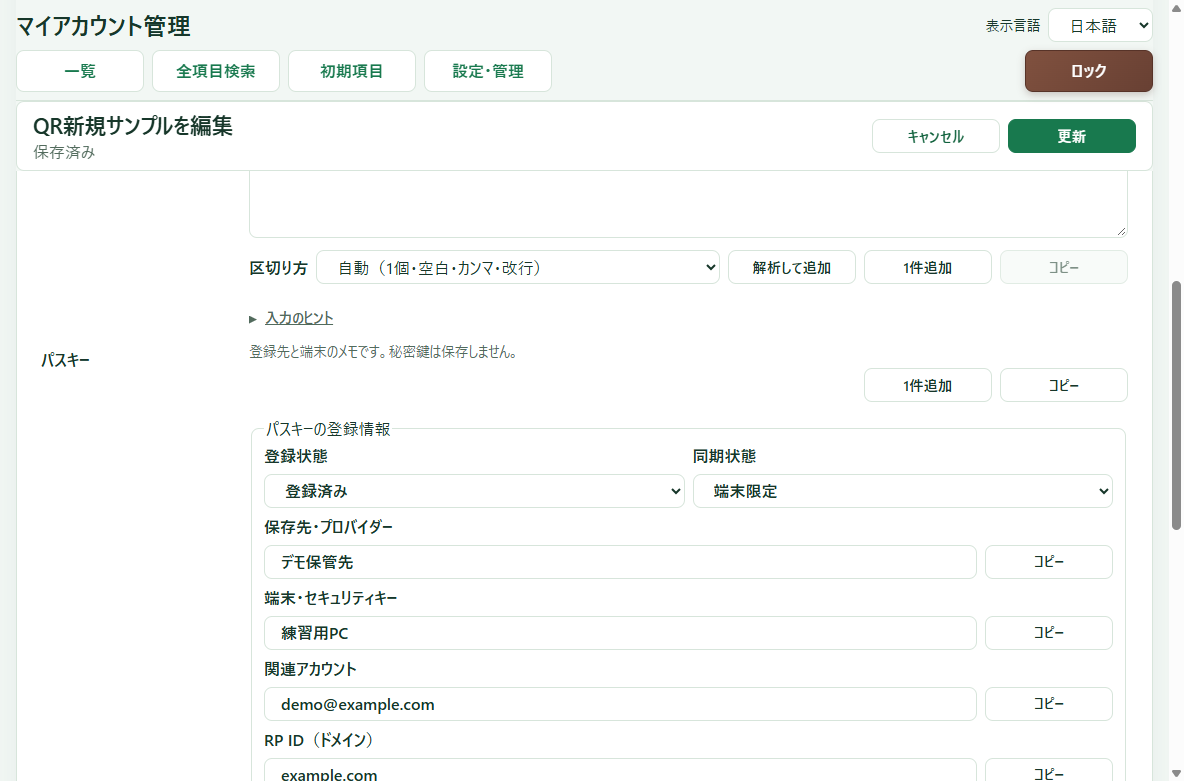 マイアカウント管理
表示言語 日本語
一覧 全項目検索 初期項目 設定・管理 ロック
QR新規サンプルを編集
保存済み
キャンセル 更新
区切り方 自動（1個・空白・カンマ・改行） 解析して追加 1件追加 コピー
▶ 入力のヒント
パスキー
登録先と端末のメモです。秘密鍵は保存しません。
1件追加 コピー
パスキーの登録情報
登録状態 同期状態
登録済み 端末限定
保存先・プロバイダー
デモ保管先 コピー
端末・セキュリティキー
練習用PC コピー
関連アカウント
demo@example.com コピー
RP ID（ドメイン）
example.com コピー